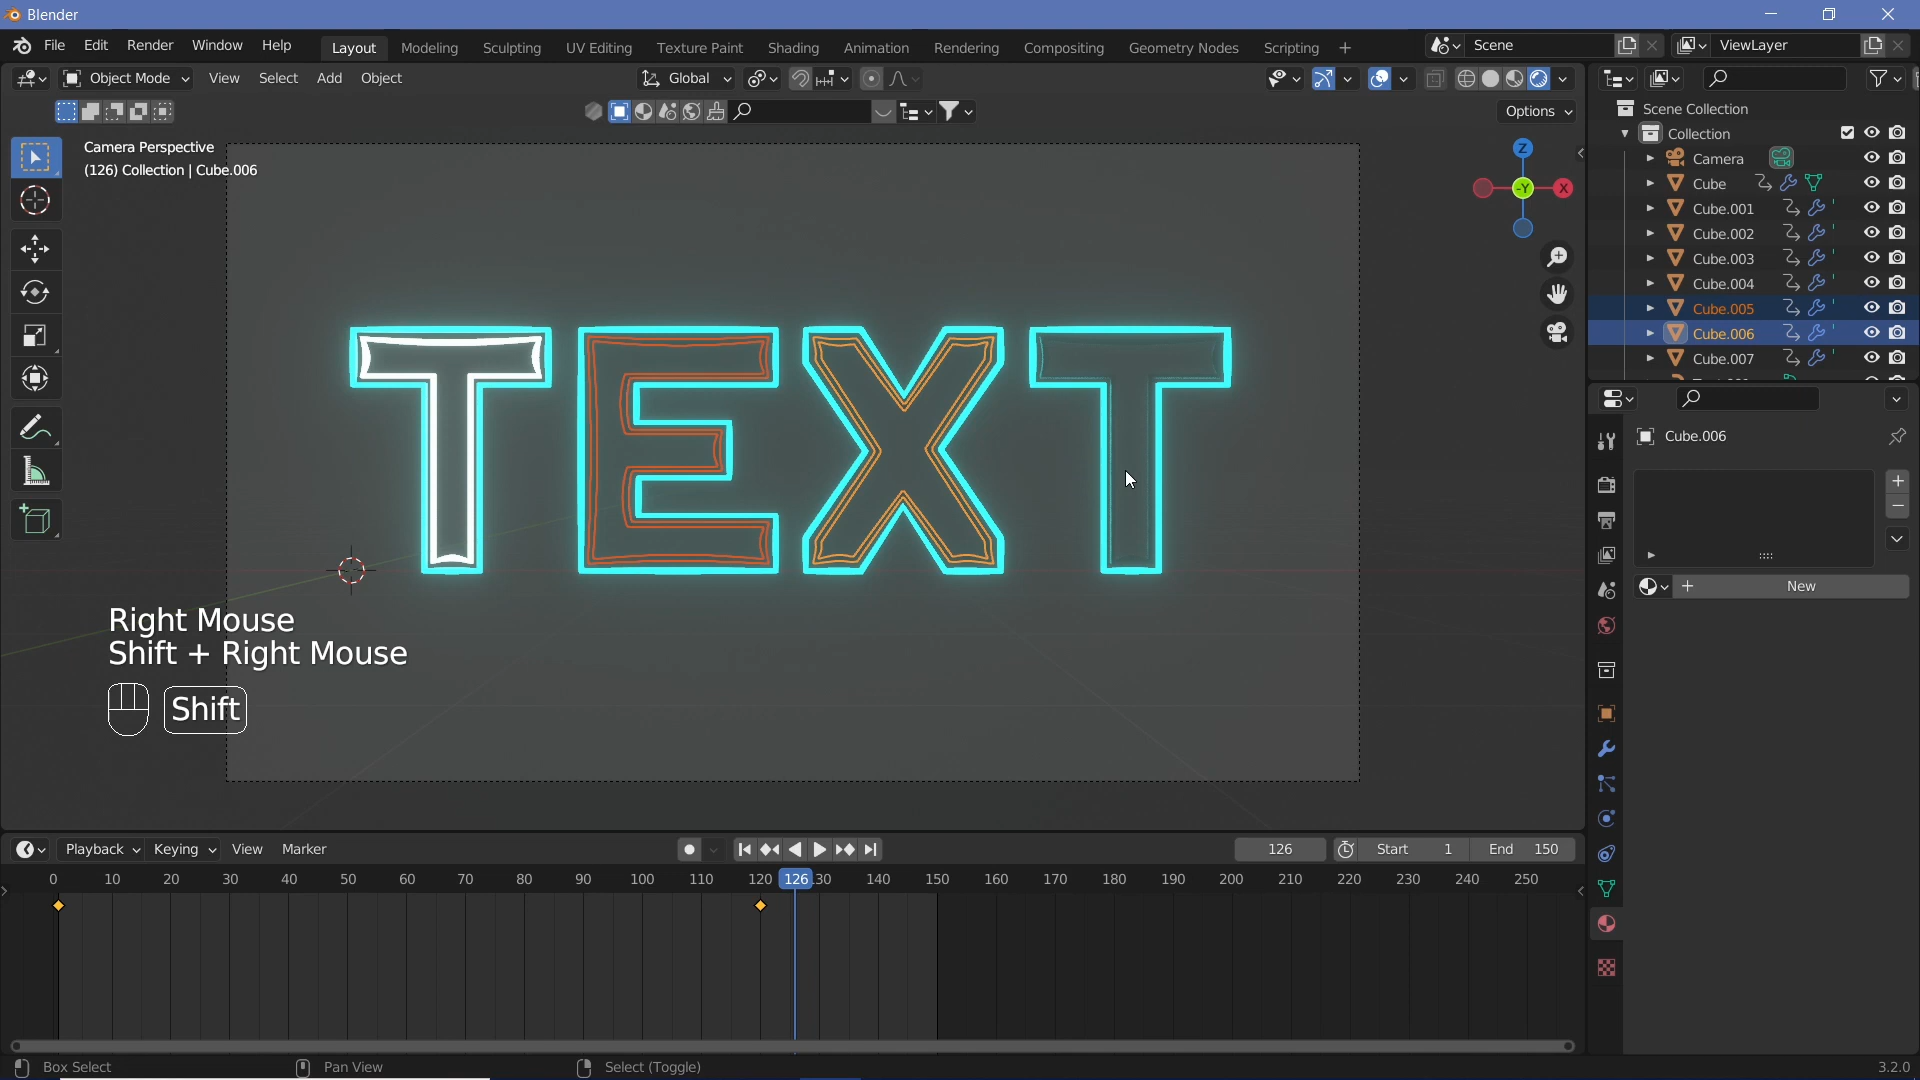 Blender
File Edit Render Window Help Layout Modeling Sculpting UV Editing Texture Paint Shading Animation Rendering Compositing Geometry Nodes Scripting + Scene ViewLayer
Object Mode View Select Add Object Global
Options
Camera Perspective
(126) Collection | Cube.006
Z
-Y X
TEXT
Right Mouse
Shift + Right Mouse
Shift
Scene Collection
Collection
Camera
Cube
Cube.001
Cube.002
Cube.003
Cube.004
Cube.005
Cube.006
Cube.007
Cube.006
New
Playback Keying View Marker 126 Start 1 End 150
0 10 20 30 40 50 60 70 80 90 100 110 120 126 30 140 150 160 170 180 190 200 210 220 230 240 250
Box Select Pan View Select (Toggle) 3.2.0